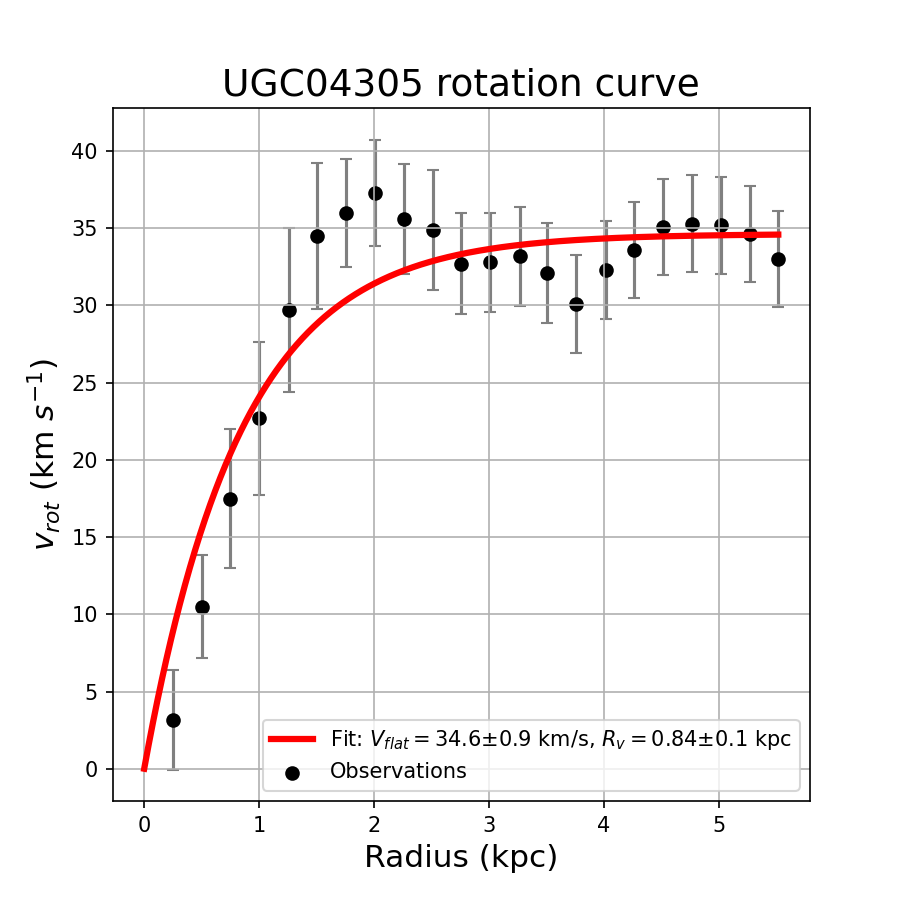 UGC04305 rotation curve
40
35
30
25
20
15
10
5
0
v_rot (km s⁻¹)
Fit: V_flat = 34.6±0.9 km/s, R_v = 0.84±0.1 kpc
Observations
0 1 2 3 4 5
Radius (kpc)